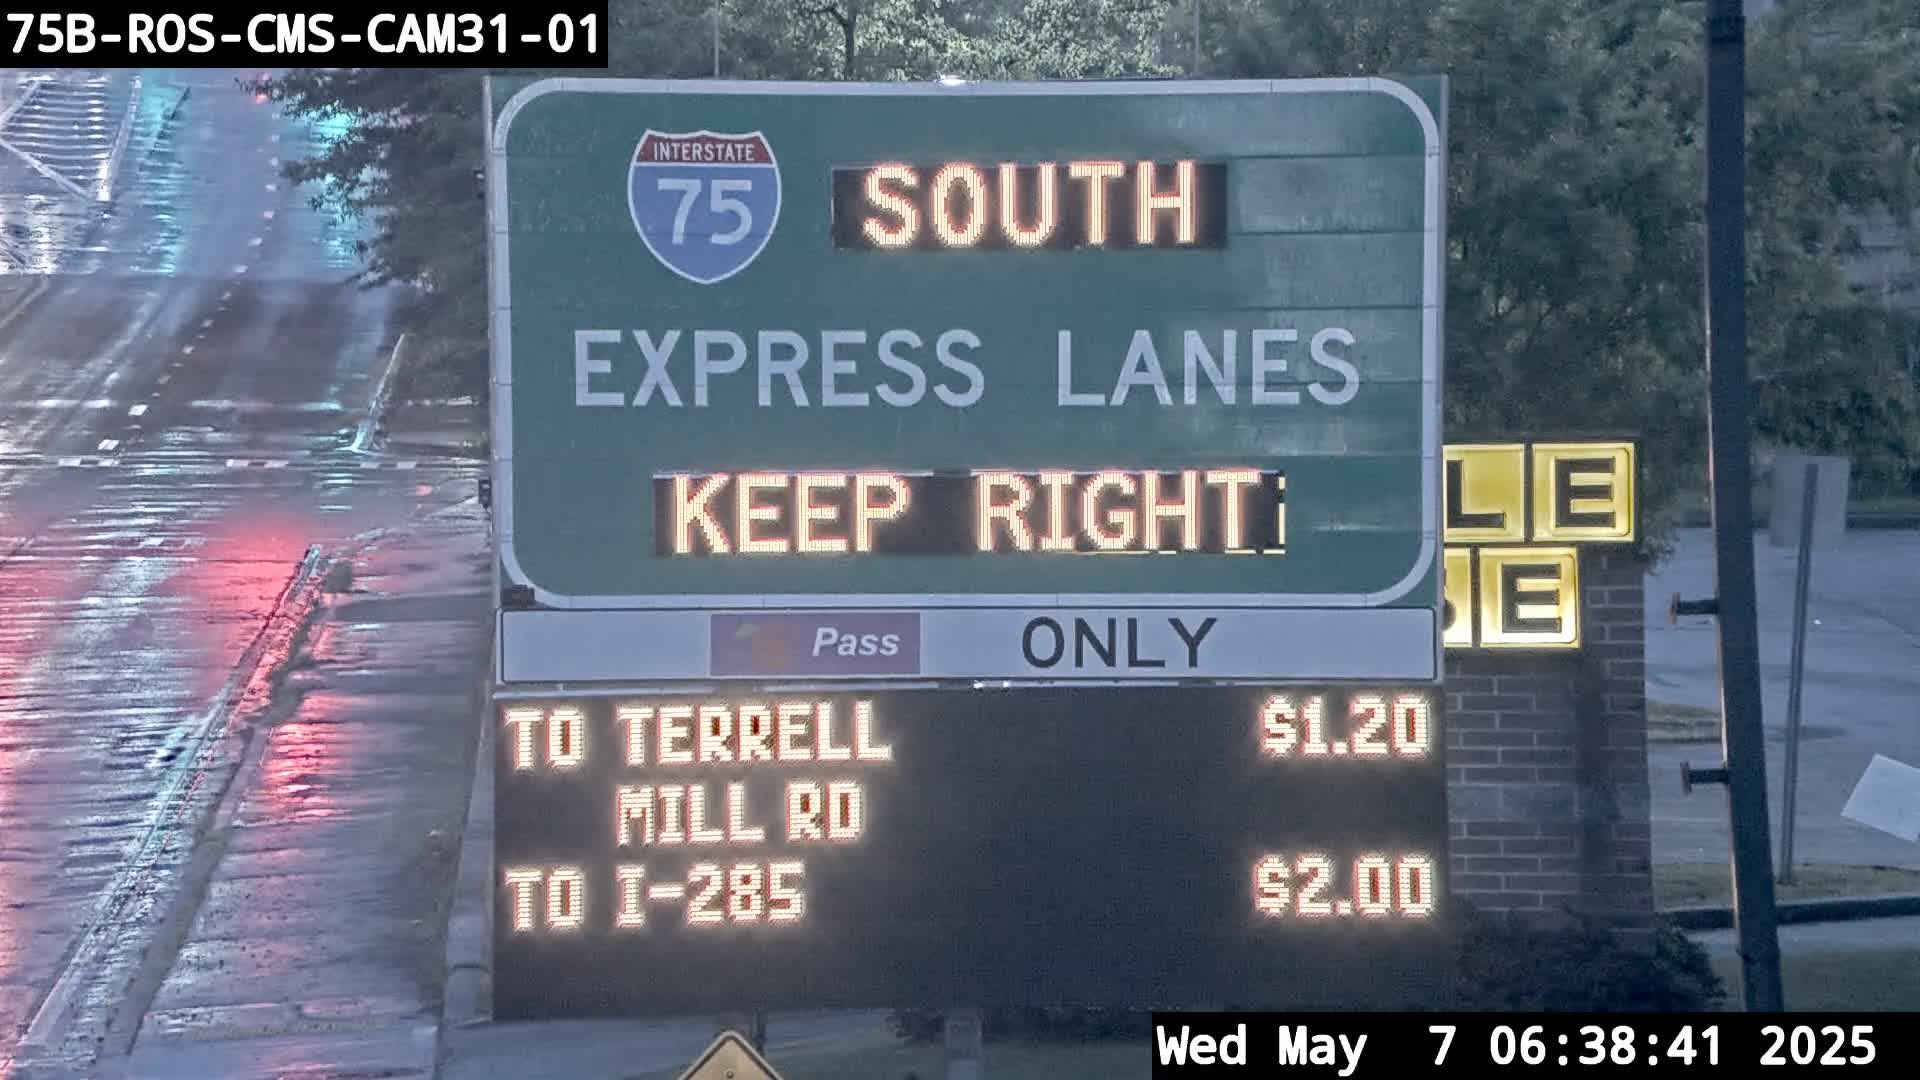 75B-ROS-CMS-CAM31-01
INTERSTATE
75
SOUTH
EXPRESS LANES
KEEP RIGHT
Pass ONLY
TO TERRELL $1.20
MILL RD
TO I-285 $2.00
LE
E
Wed May 7 06:38:41 2025